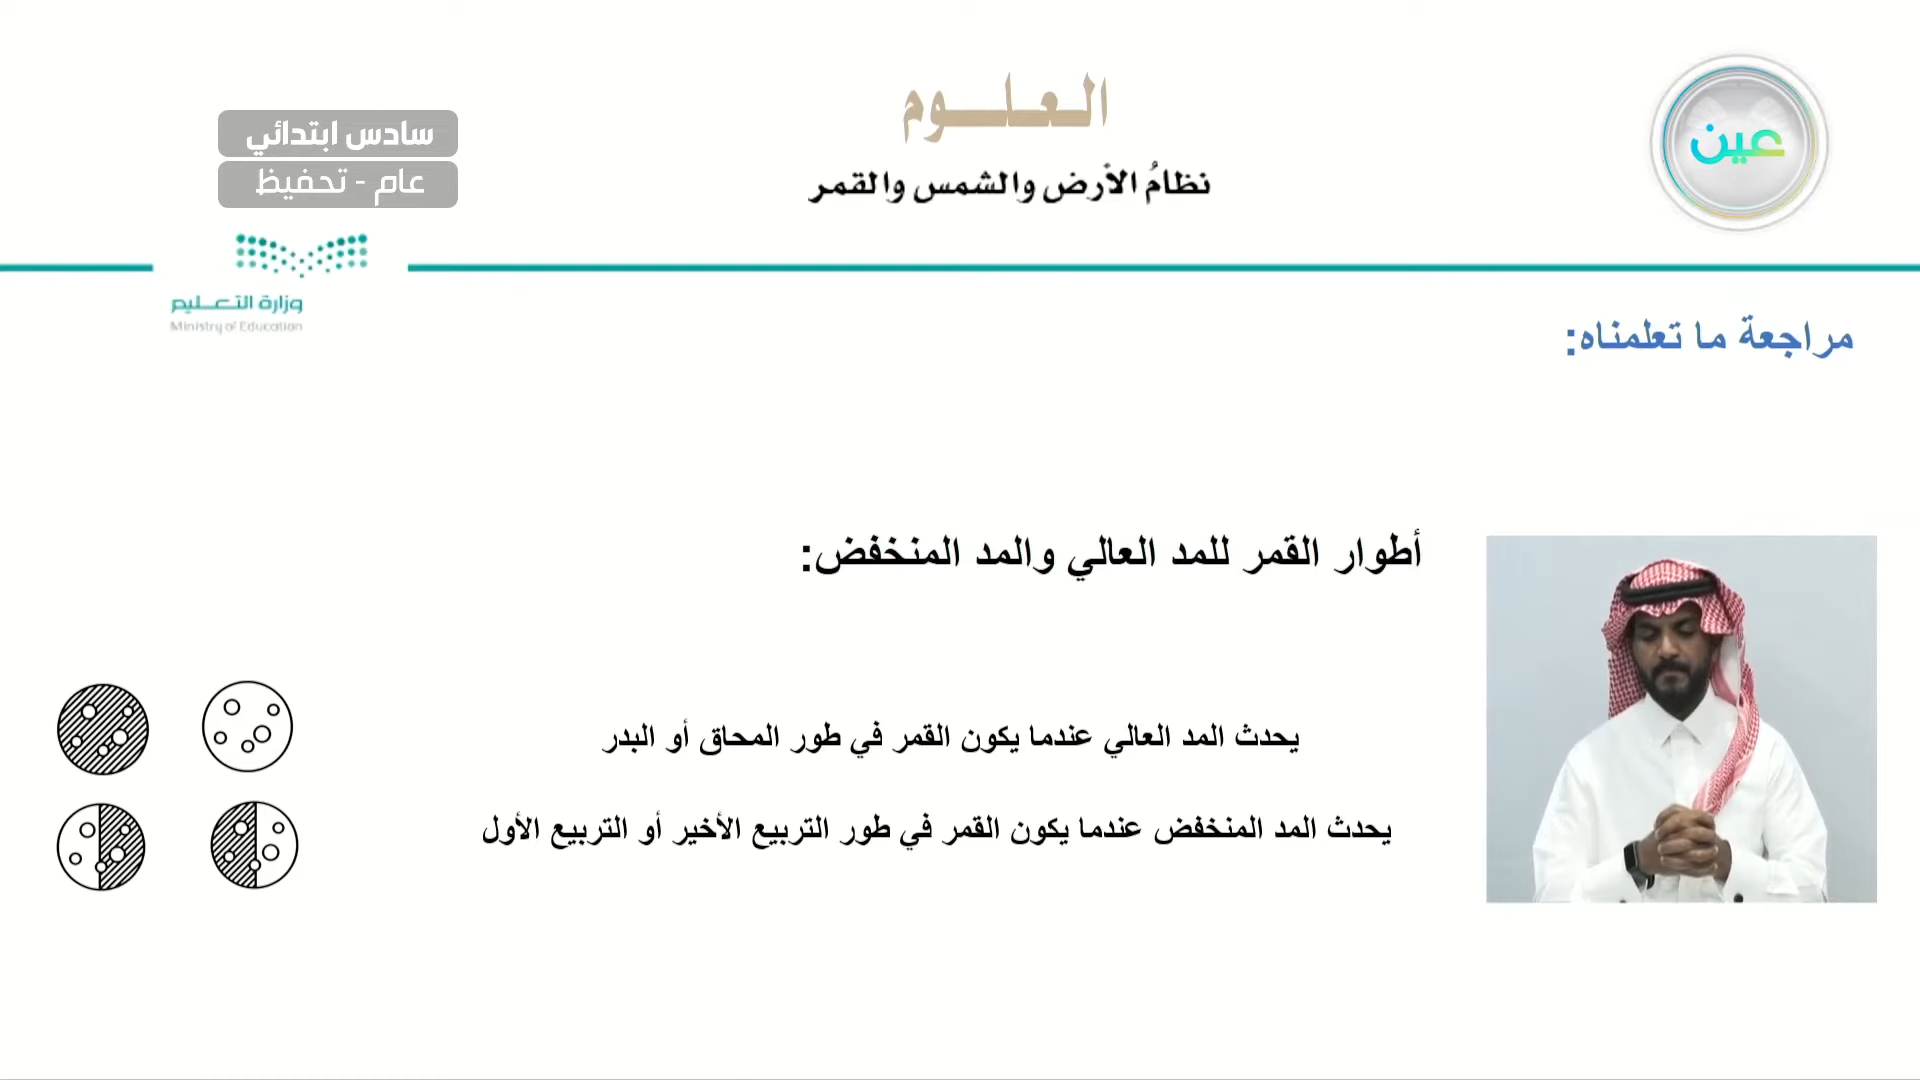 العلوم
نظامُ الأرض والشمس والقمر
عين
سادس ابتدائي
عام - تحفيظ
وزارة التعليم
Ministry of Education
مراجعة ما تعلمناه:
أطوار القمر للمد العالي والمد المنخفض:
يحدث المد العالي عندما يكون القمر في طور المحاق أو البدر
يحدث المد المنخفض عندما يكون القمر في طور التربيع الأخير أو التربيع الأول